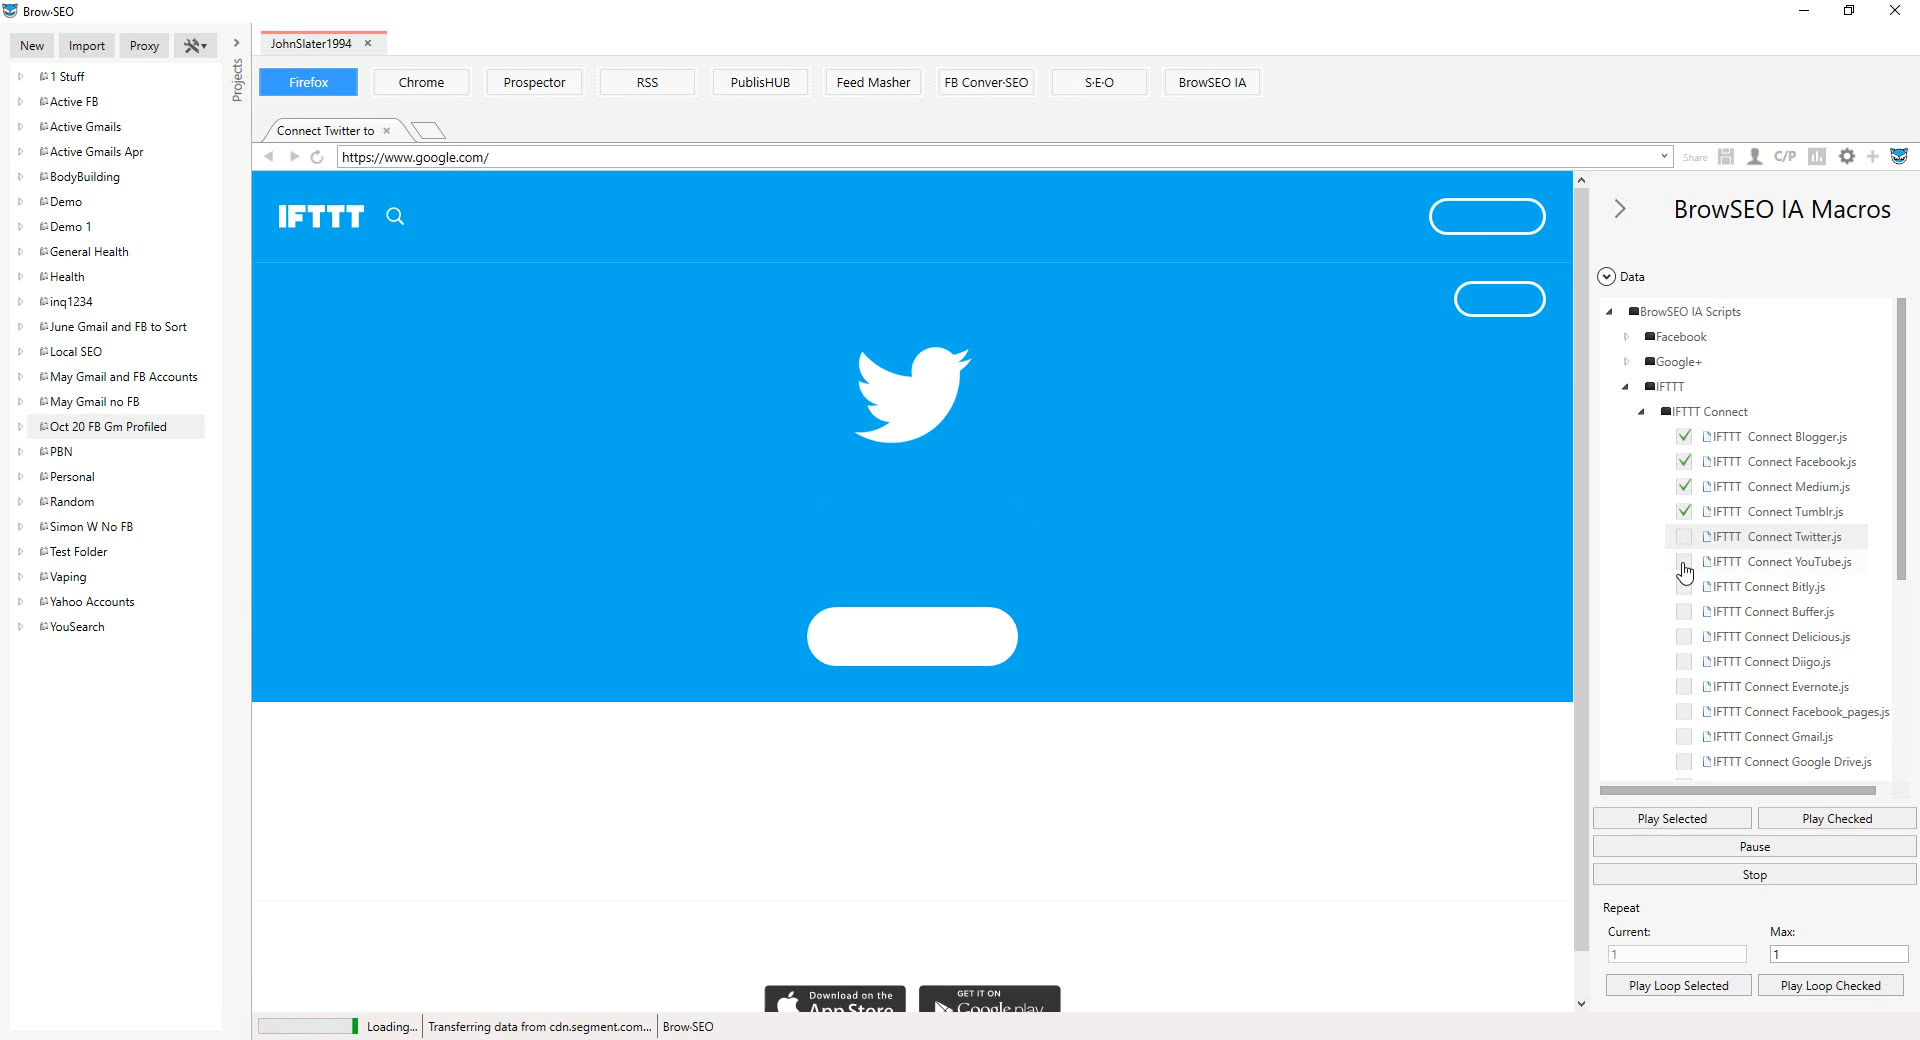 Brow·SEO
New Import Proxy
Projects
1 Stuff
Active FB
Active Gmails
Active Gmails Apr
BodyBuilding
Demo
Demo 1
General Health
Health
inq1234
June Gmail and FB to Sort
Local SEO
May Gmail and FB Accounts
May Gmail no FB
Oct 20 FB Gm Profiled
PBN
Personal
Random
Simon W No FB
Test Folder
Vaping
Yahoo Accounts
YouSearch
JohnSlater1994
Firefox Chrome Prospector RSS PublisHUB Feed Masher FB Conver·SEO S·E·O BrowSEO IA
Connect Twitter to
https://www.google.com/
Share C/P
IFTTT
Download on the
App Store
GET IT ON
Google play
BrowSEO IA Macros
Data
BrowSEO IA Scripts
Facebook
Google+
IFTTT
IFTTT Connect
IFTTT Connect Blogger.js
IFTTT Connect Facebook.js
IFTTT Connect Medium.js
IFTTT Connect Tumblr.js
IFTTT Connect Twitter.js
IFTTT Connect YouTube.js
IFTTT Connect Bitly.js
IFTTT Connect Buffer.js
IFTTT Connect Delicious.js
IFTTT Connect Diigo.js
IFTTT Connect Evernote.js
IFTTT Connect Facebook_pages.js
IFTTT Connect Gmail.js
IFTTT Connect Google Drive.js
Play Selected Play Checked
Pause
Stop
Repeat
Current: Max:
1 1
Play Loop Selected Play Loop Checked
Loading... Transferring data from cdn.segment.com... Brow·SEO